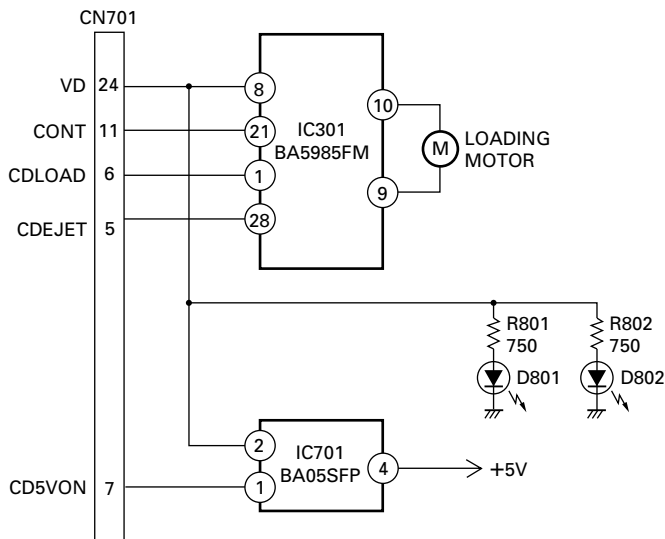 CN701
VD 24 8
CONT 11 21
CDLOAD 6 1
CDEJET 5 28
IC301
BA5985FM
10
9
M
LOADING
MOTOR
R801
750
D801
R802
750
D802
CD5VON 7
2
1
IC701
BA05SFP
4
+5V